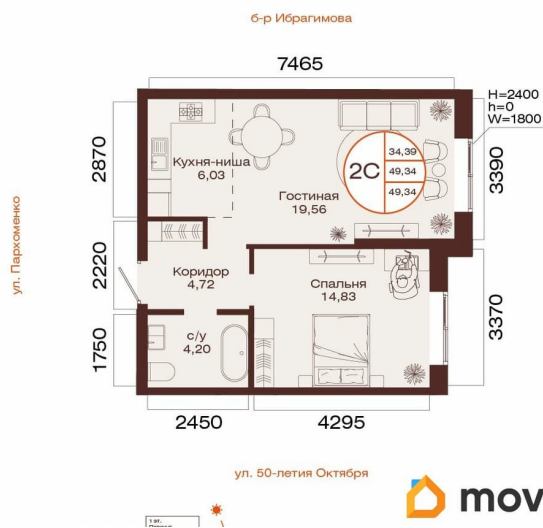 б-р Ибрагимова
7465
H=2400
h=0
W=1800
2870
Кухня-ниша
6,03
2С
34,39
49,34
49,34
3390
Гостиная
19,56
ул. Пархоменко
2220
Коридор
4,72
Спальня
14,83
3370
1750
с/у
4,20
2450
4295
ул. 50-летия Октября
mov
1 эт.